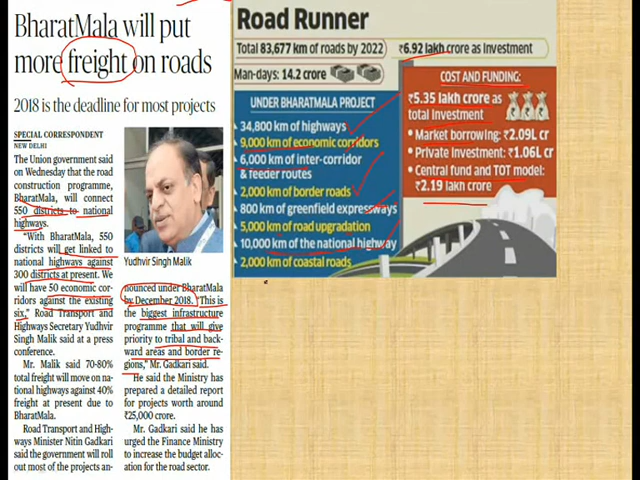 BharatMala will put
more freight on roads
2018 is the deadline for most projects
SPECIAL CORRESPONDENT
NEW DELHI
The Union government said
on Wednesday that the road
construction programme,
BharatMala, will connect
550 districts to national
highways.
"With BharatMala, 550
districts will get linked to
national highways against
300 districts at present. We
will have 50 economic cor-
ridors against the existing
six," Road Transport and
Highways Secretary Yudhvir
Singh Malik said at a press
conference.
Mr. Malik said 70-80%
total freight will move on na-
tional highways against 40%
freight at present due to
BharatMala.
Road Transport and High-
ways Minister Nitin Gadkari
said the government will roll
out most of the projects an-
Yudhvir Singh Malik
nounced under BharatMala
by December 2018. "This is
the biggest infrastructure
programme that will give
priority to tribal and back-
ward areas and border re-
gions," Mr. Gadkari said.
He said the Ministry has
prepared a detailed report
for projects worth around
₹25,000 crore.
Mr. Gadkari said he has
urged the Finance Ministry
to increase the budget alloc-
ation for the road sector.
Road Runner
Total 83,677 km of roads by 2022
₹6.92 lakh crore as investment
Man-days: 14.2 crore
UNDER BHARATMALA PROJECT
34,800 km of highways
9,000 km of economic corridors
6,000 km of inter-corridor
& feeder routes
2,000 km of border roads
800 km of greenfield expressways
5,000 km of road upgradation
10,000 km of the national highway
2,000 km of coastal roads
COST AND FUNDING
₹5.35 lakh crore as
total investment
• Market borrowing: ₹2.09L cr
• Private investment: ₹1.06L cr
• Central fund and TOT model:
₹2.19 lakh crore